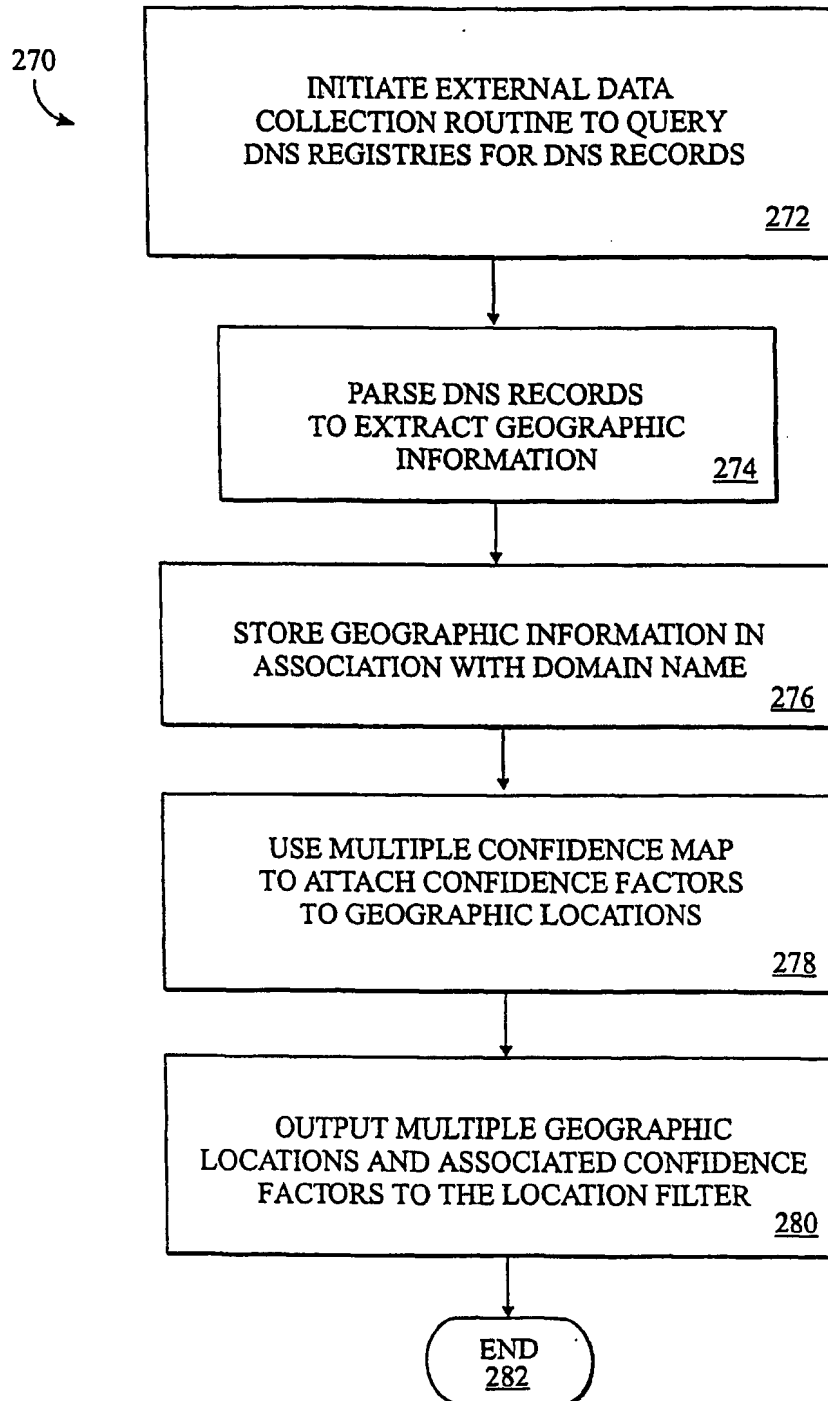 270
INITIATE EXTERNAL DATA
COLLECTION ROUTINE TO QUERY
DNS REGISTRIES FOR DNS RECORDS
272
PARSE DNS RECORDS
TO EXTRACT GEOGRAPHIC
INFORMATION
274
STORE GEOGRAPHIC INFORMATION IN
ASSOCIATION WITH DOMAIN NAME
276
USE MULTIPLE CONFIDENCE MAP
TO ATTACH CONFIDENCE FACTORS
TO GEOGRAPHIC LOCATIONS
278
OUTPUT MULTIPLE GEOGRAPHIC
LOCATIONS AND ASSOCIATED CONFIDENCE
FACTORS TO THE LOCATION FILTER
280
END
282